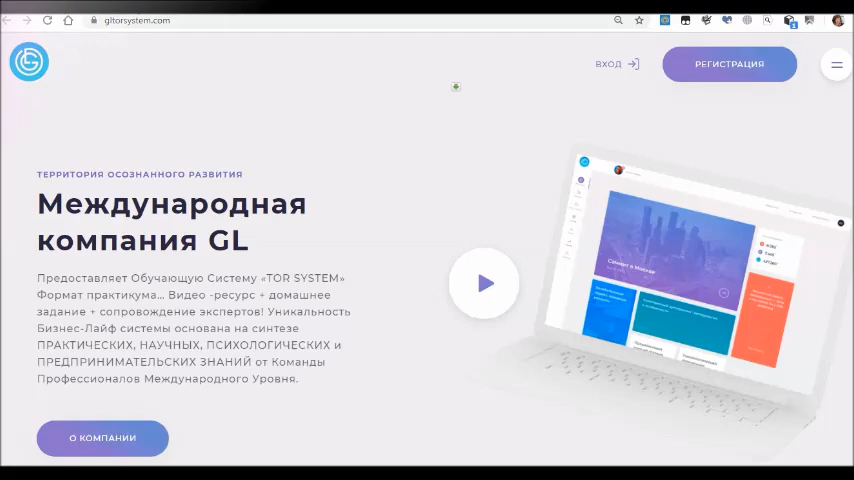 gltorsystem.com
ВХОД
РЕГИСТРАЦИЯ
ТЕРРИТОРИЯ ОСОЗНАННОГО РАЗВИТИЯ
Международная
компания GL
Предоставляет Обучающую Систему «TOR SYSTEM»
Формат практикума... Видео -ресурс + домашнее
задание + сопровождение экспертов! Уникальность
Бизнес-Лайф системы основана на синтезе
ПРАКТИЧЕСКИХ, НАУЧНЫХ, ПСИХОЛОГИЧЕСКИХ и
ПРЕДПРИНИМАТЕЛЬСКИХ ЗНАНИЙ от Команды
Профессионалов Международного Уровня.
О КОМПАНИИ
Саммит в Москве